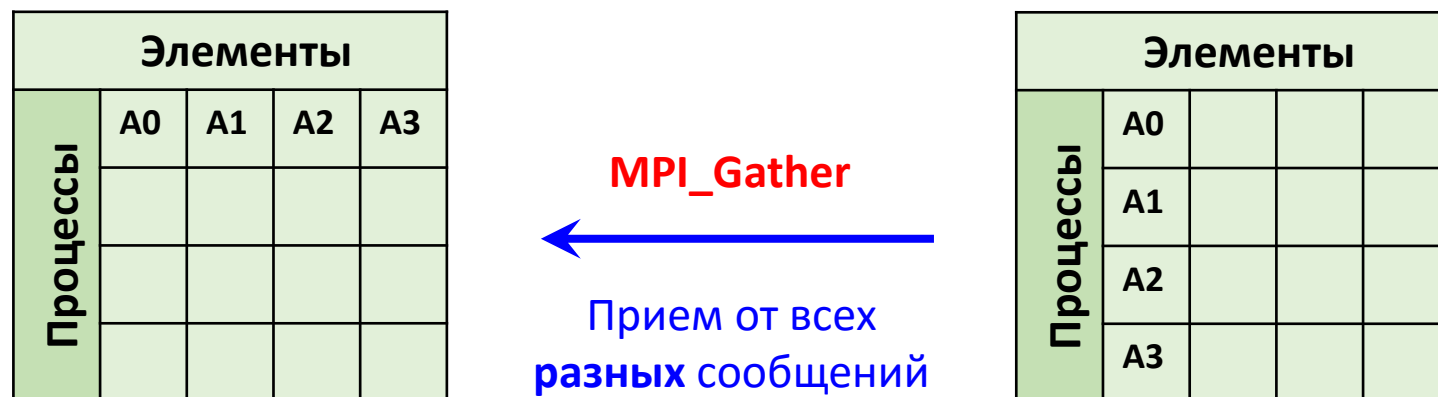 Элементы
Процессы
A0 A1 A2 A3
MPI_Gather
Прием от всех
разных сообщений
Элементы
Процессы
A0
A1
A2
A3